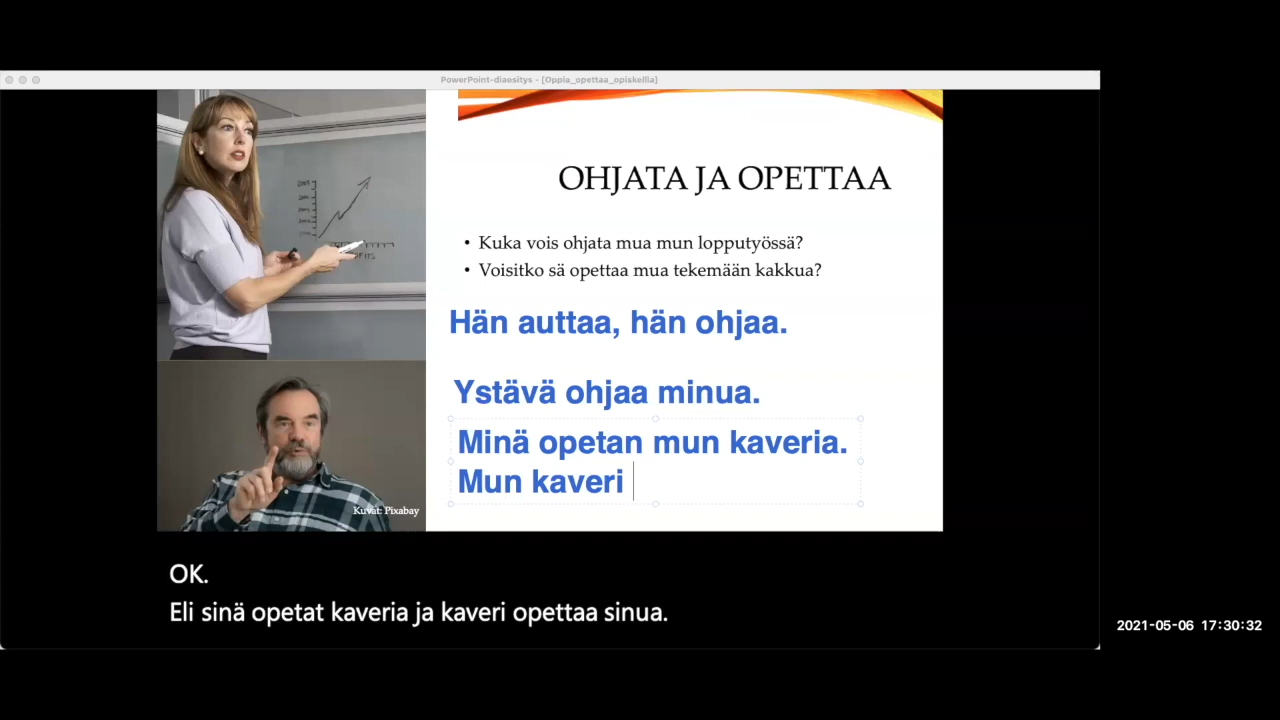 PowerPoint-diaesitys - [Oppia_opettaa_opiskella]
OHJATA JA OPETTAA
• Kuka vois ohjata mua mun lopputyössä?
• Voisitko sä opettaa mua tekemään kakkua?
Hän auttaa, hän ohjaa.
Ystävä ohjaa minua.
Minä opetan mun kaveria.
Mun kaveri
Kuvat: Pixabay
OK.
Eli sinä opetat kaveria ja kaveri opettaa sinua.
2021-05-06 17:30:32